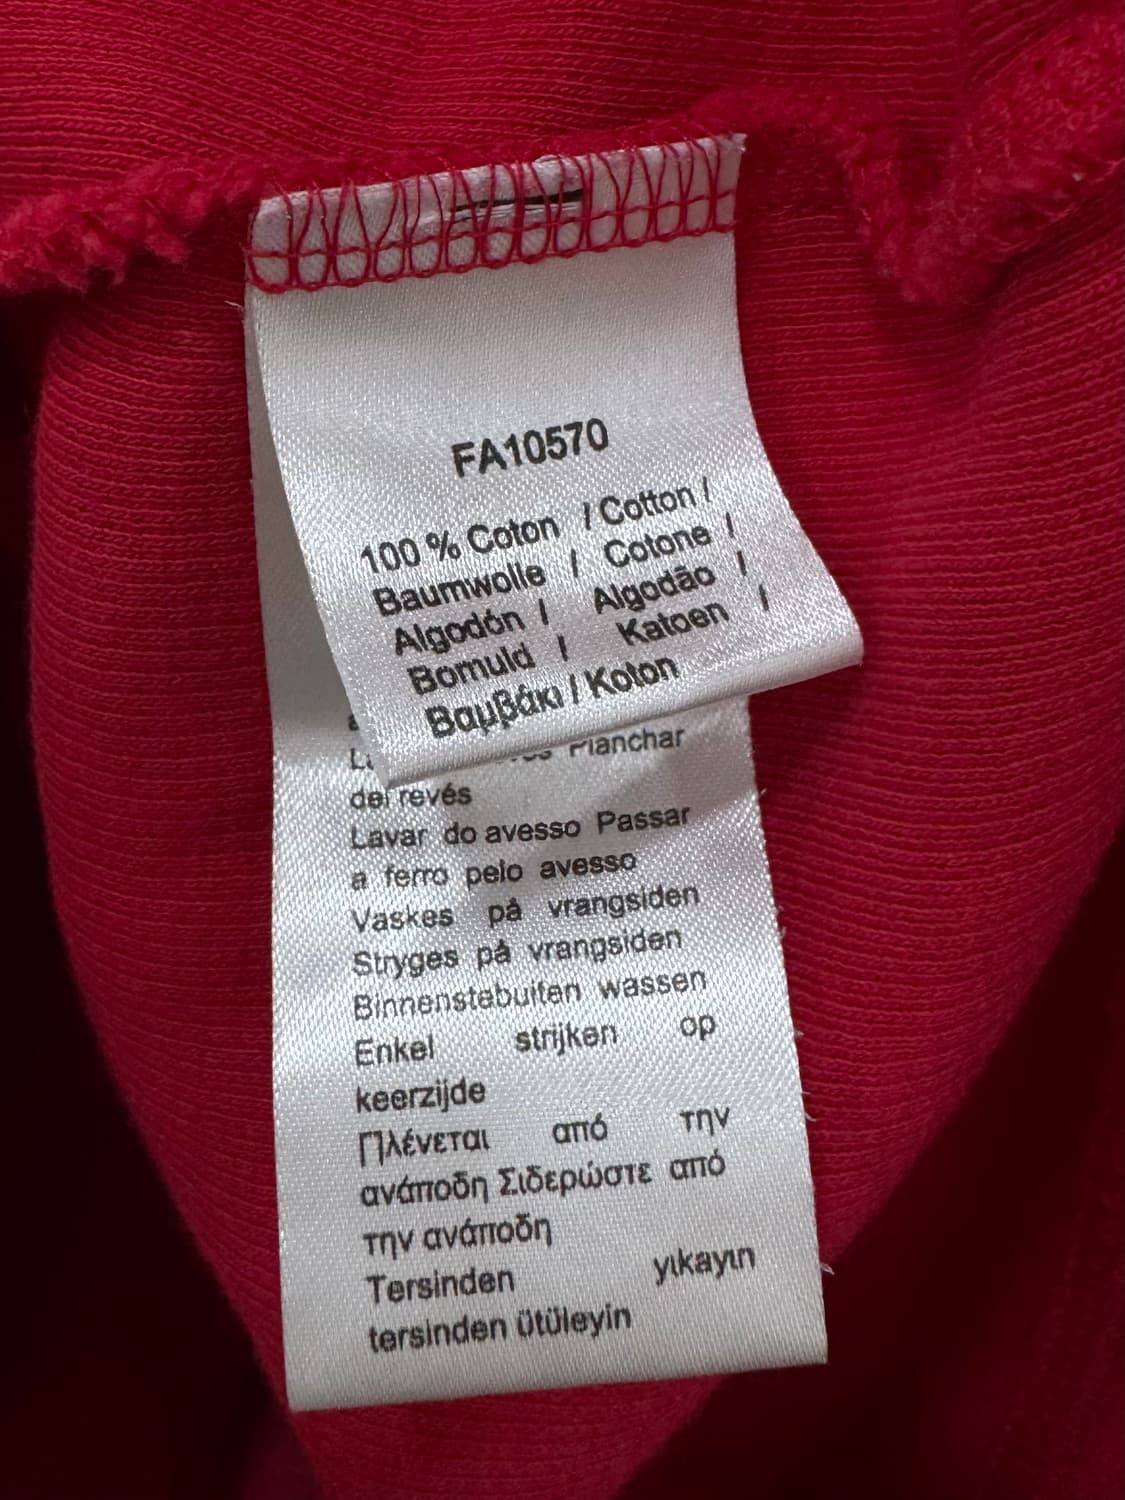 FA10570
100 % Coton / Cotton /
Baumwolle / Cotone /
Algodón / Algodão /
Bomuld / Katoen /
Βαμβάκι / Koton
Planchar
del revés
Lavar do avesso Passar
a ferro pelo avesso
Vaskes på vrangsiden
Stryges på vrangsiden
Binnenstebuiten wassen
Enkel strijken op
keerzijde
Πλένεται από την
ανάποδη Σιδερώστε από
την ανάποδη
Tersinden yıkayın
tersinden ütüleyin